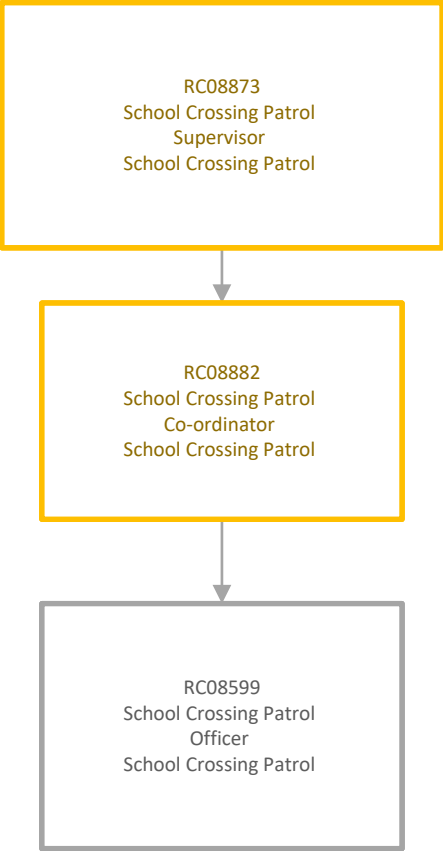 RC08873
School Crossing Patrol
Supervisor
School Crossing Patrol
RC08882
School Crossing Patrol
Co-ordinator
School Crossing Patrol
RC08599
School Crossing Patrol
Officer
School Crossing Patrol